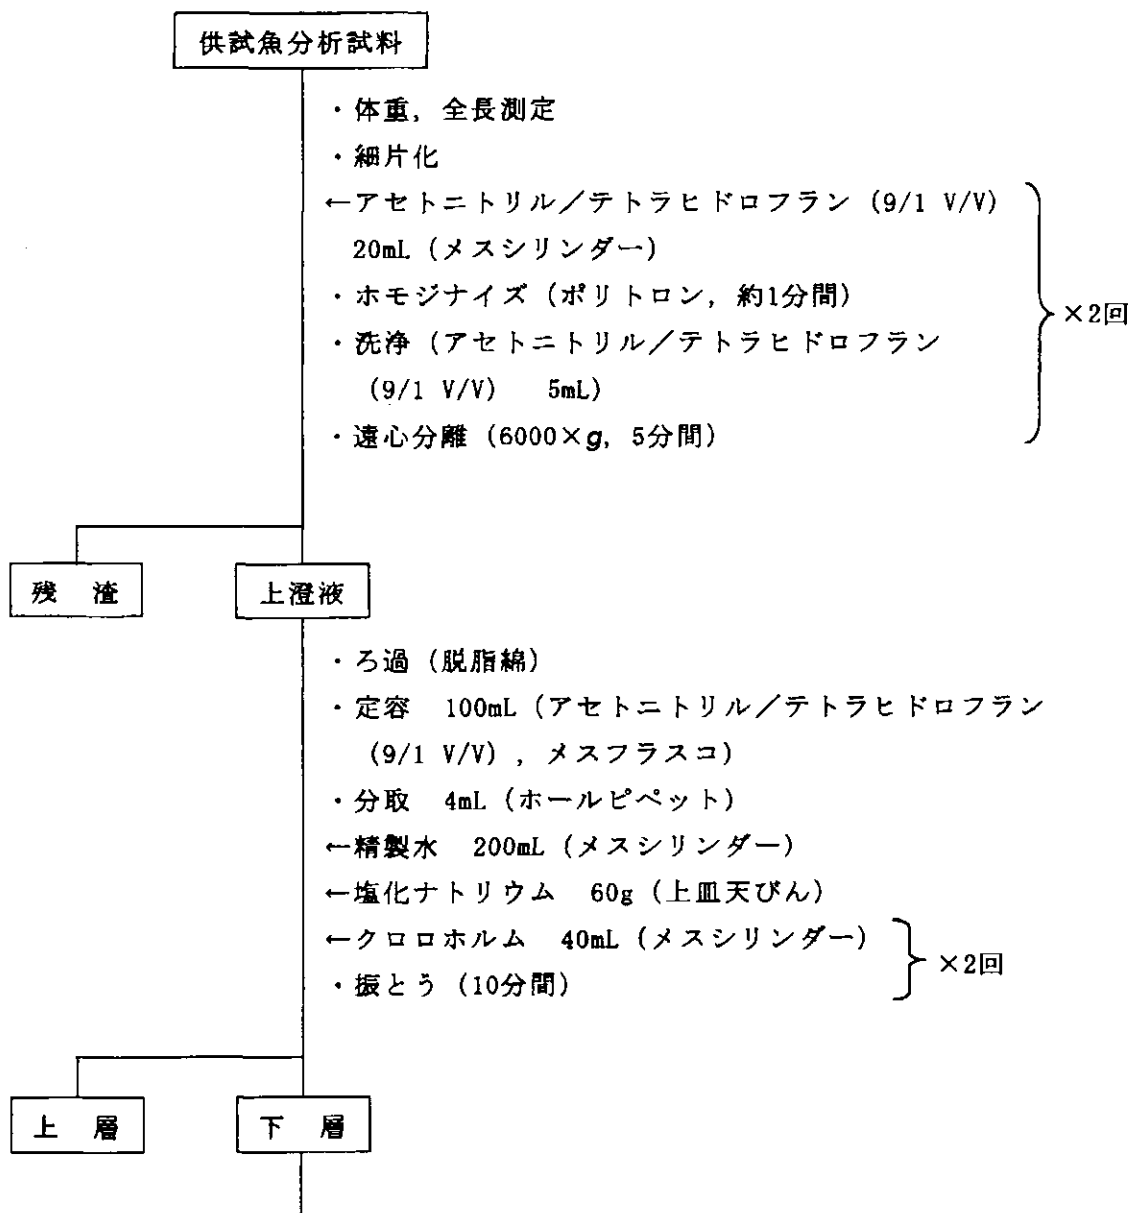 供試魚分析試料
・体重, 全長測定
・細片化
←アセトニトリル／テトラヒドロフラン (9/1 V/V)
20mL (メスシリンダー)
・ホモジナイズ (ポリトロン, 約1分間)
・洗浄 (アセトニトリル／テトラヒドロフラン
(9/1 V/V)　5mL)
・遠心分離 (6000×g, 5分間)
×2回
残　渣
上澄液
・ろ過 (脱脂綿)
・定容　100mL (アセトニトリル／テトラヒドロフラン
(9/1 V/V) , メスフラスコ)
・分取　4mL (ホールピペット)
←精製水　200mL (メスシリンダー)
←塩化ナトリウム　60g (上皿天びん)
←クロロホルム　40mL (メスシリンダー)
・振とう (10分間)
×2回
上　層
下　層